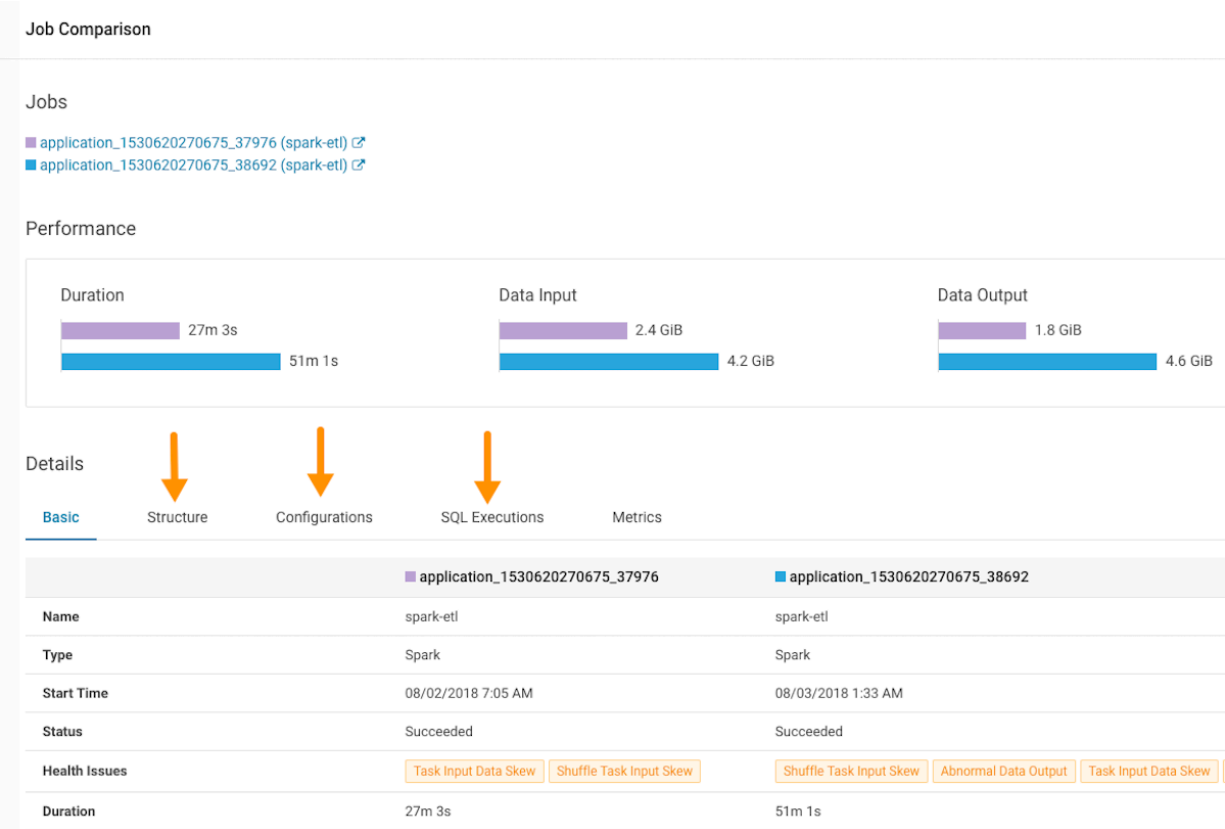 Job Comparison
Jobs
application_1530620270675_37976 (spark-etl)
application_1530620270675_38692 (spark-etl)
Performance
Duration Data Input Data Output
27m 3s 2.4 GiB 1.8 GiB
51m 1s 4.2 GiB 4.6 GiB
Details
Basic Structure Configurations SQL Executions Metrics
application_1530620270675_37976 application_1530620270675_38692
Name spark-etl spark-etl
Type Spark Spark
Start Time 08/02/2018 7:05 AM 08/03/2018 1:33 AM
Status Succeeded Succeeded
Health Issues Task Input Data Skew Shuffle Task Input Skew Shuffle Task Input Skew Abnormal Data Output Task Input Data Skew
Duration 27m 3s 51m 1s